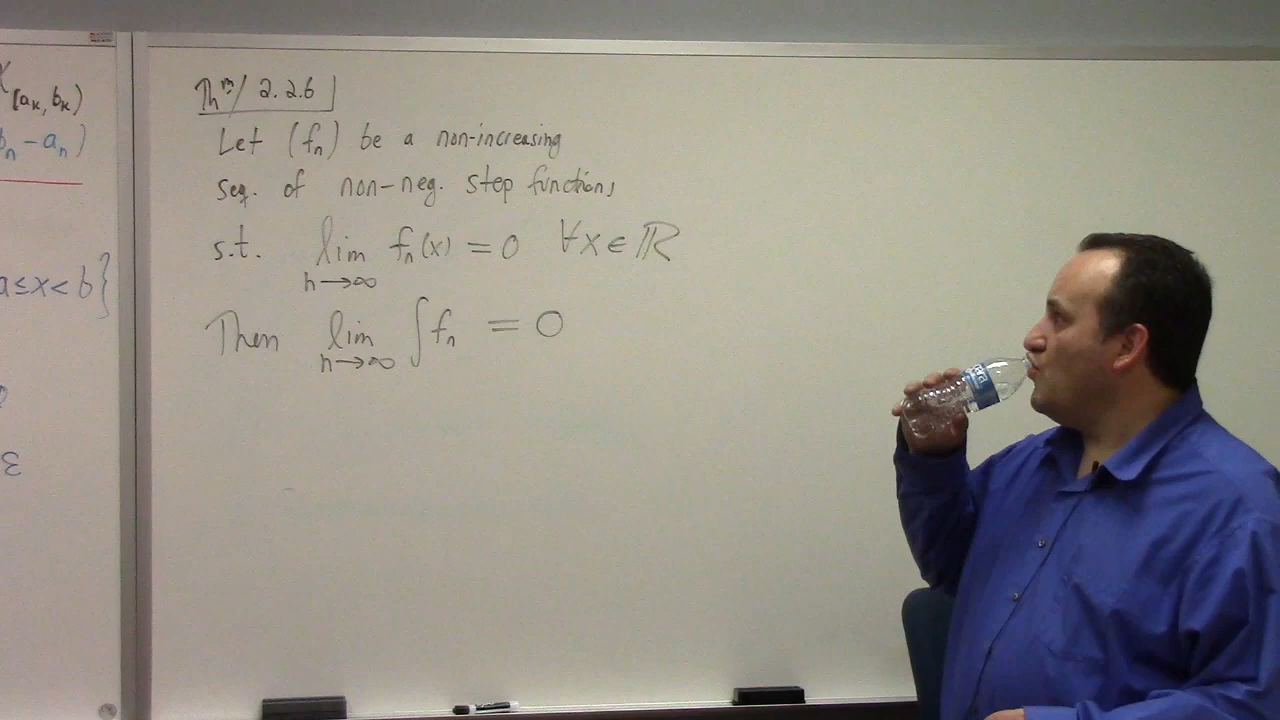 χ[aₖ, bₖ)
bₙ − aₙ)
a ≤ x < b}
ε
Thᵐ/ 2.2.6
Let (fₙ) be a non-increasing
seq. of non-neg. step functions
s.t. lim n→∞ fₙ(x) = 0 ∀x ∈ ℝ
Then lim n→∞ ∫fₙ = 0